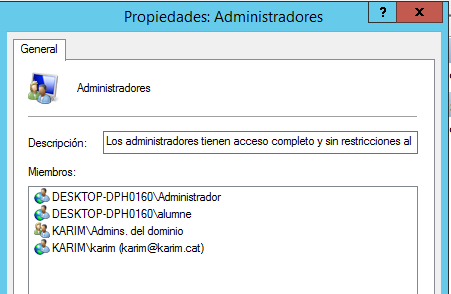 Propiedades: Administradores
?
x
General
Administradores
Descripción: Los administradores tienen acceso completo y sin restricciones al
Miembros:
DESKTOP-DPH0160\Administrador
DESKTOP-DPH0160\alumne
KARIM\Admins. del dominio
KARIM\karim (karim@karim.cat)